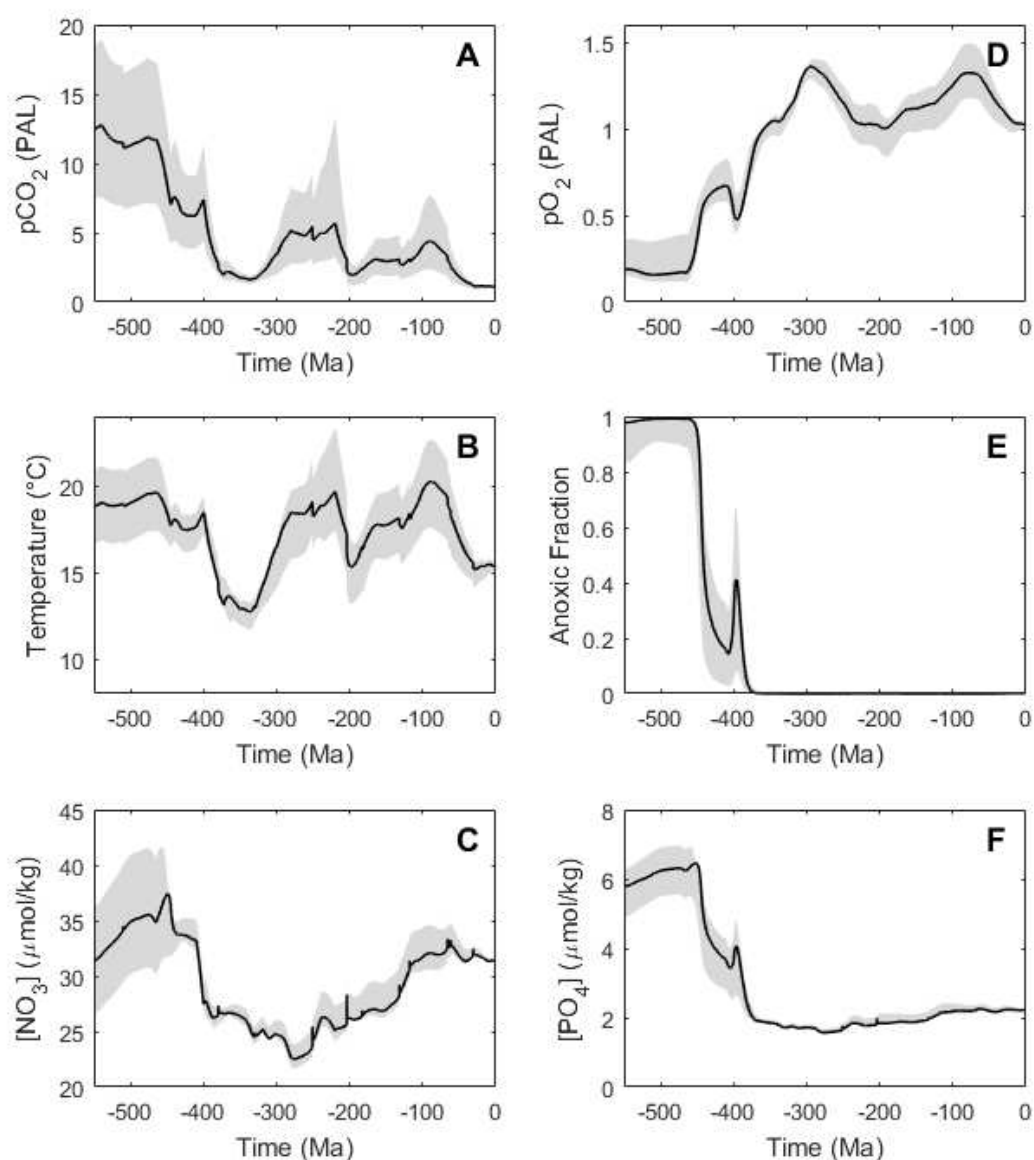 A
pCO2 (PAL)
20
15
10
5
0
-500 -400 -300 -200 -100 0
Time (Ma)
D
pO2 (PAL)
1.5
1
0.5
0
-500 -400 -300 -200 -100 0
Time (Ma)
B
Temperature (°C)
20
15
10
-500 -400 -300 -200 -100 0
Time (Ma)
E
Anoxic Fraction
1
0.8
0.6
0.4
0.2
0
-500 -400 -300 -200 -100 0
Time (Ma)
C
[NO3] (μmol/kg)
45
40
35
30
25
20
-500 -400 -300 -200 -100 0
Time (Ma)
F
[PO4] (μmol/kg)
8
6
4
2
0
-500 -400 -300 -200 -100 0
Time (Ma)